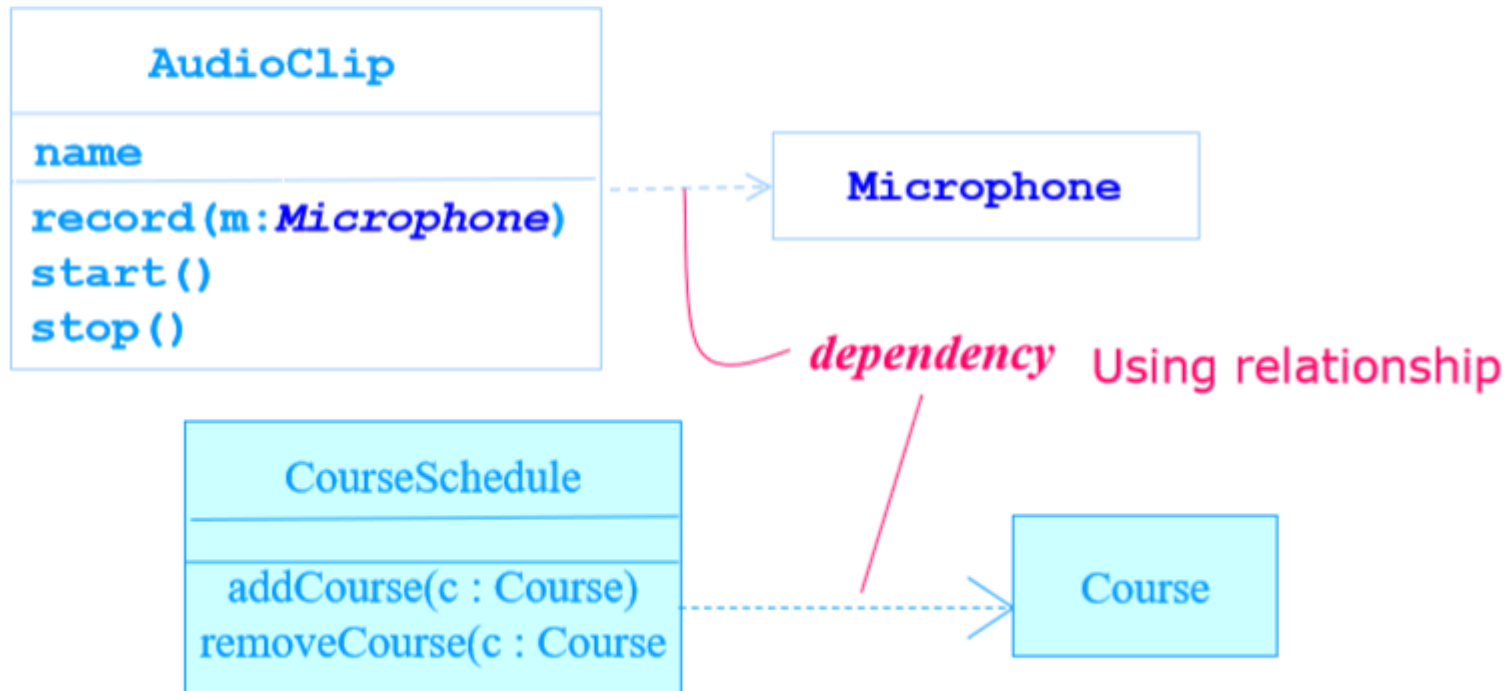 AudioClip
name
record(m:Microphone)
start()
stop()
Microphone
dependency Using relationship
CourseSchedule
addCourse(c : Course)
removeCourse(c : Course
Course